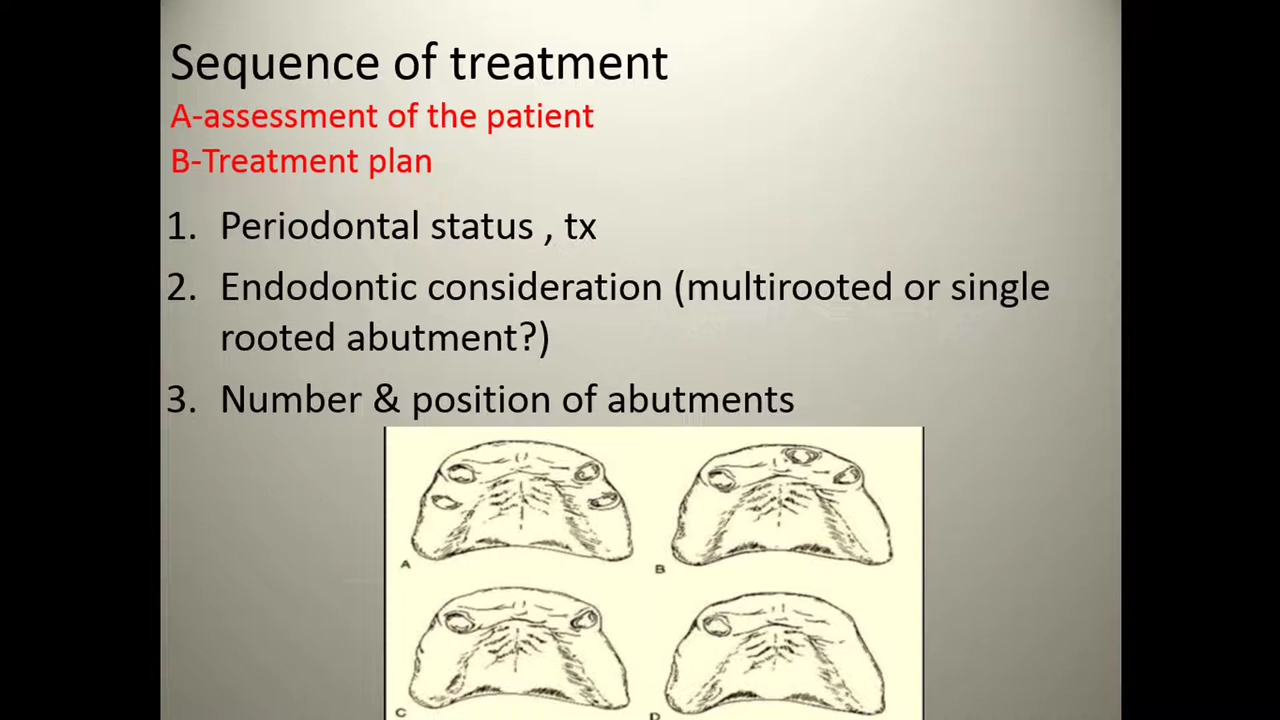 Sequence of treatment
A-assessment of the patient
B-Treatment plan
1. Periodontal status , tx
2. Endodontic consideration (multirooted or single
rooted abutment?)
3. Number & position of abutments
A
B
C
D